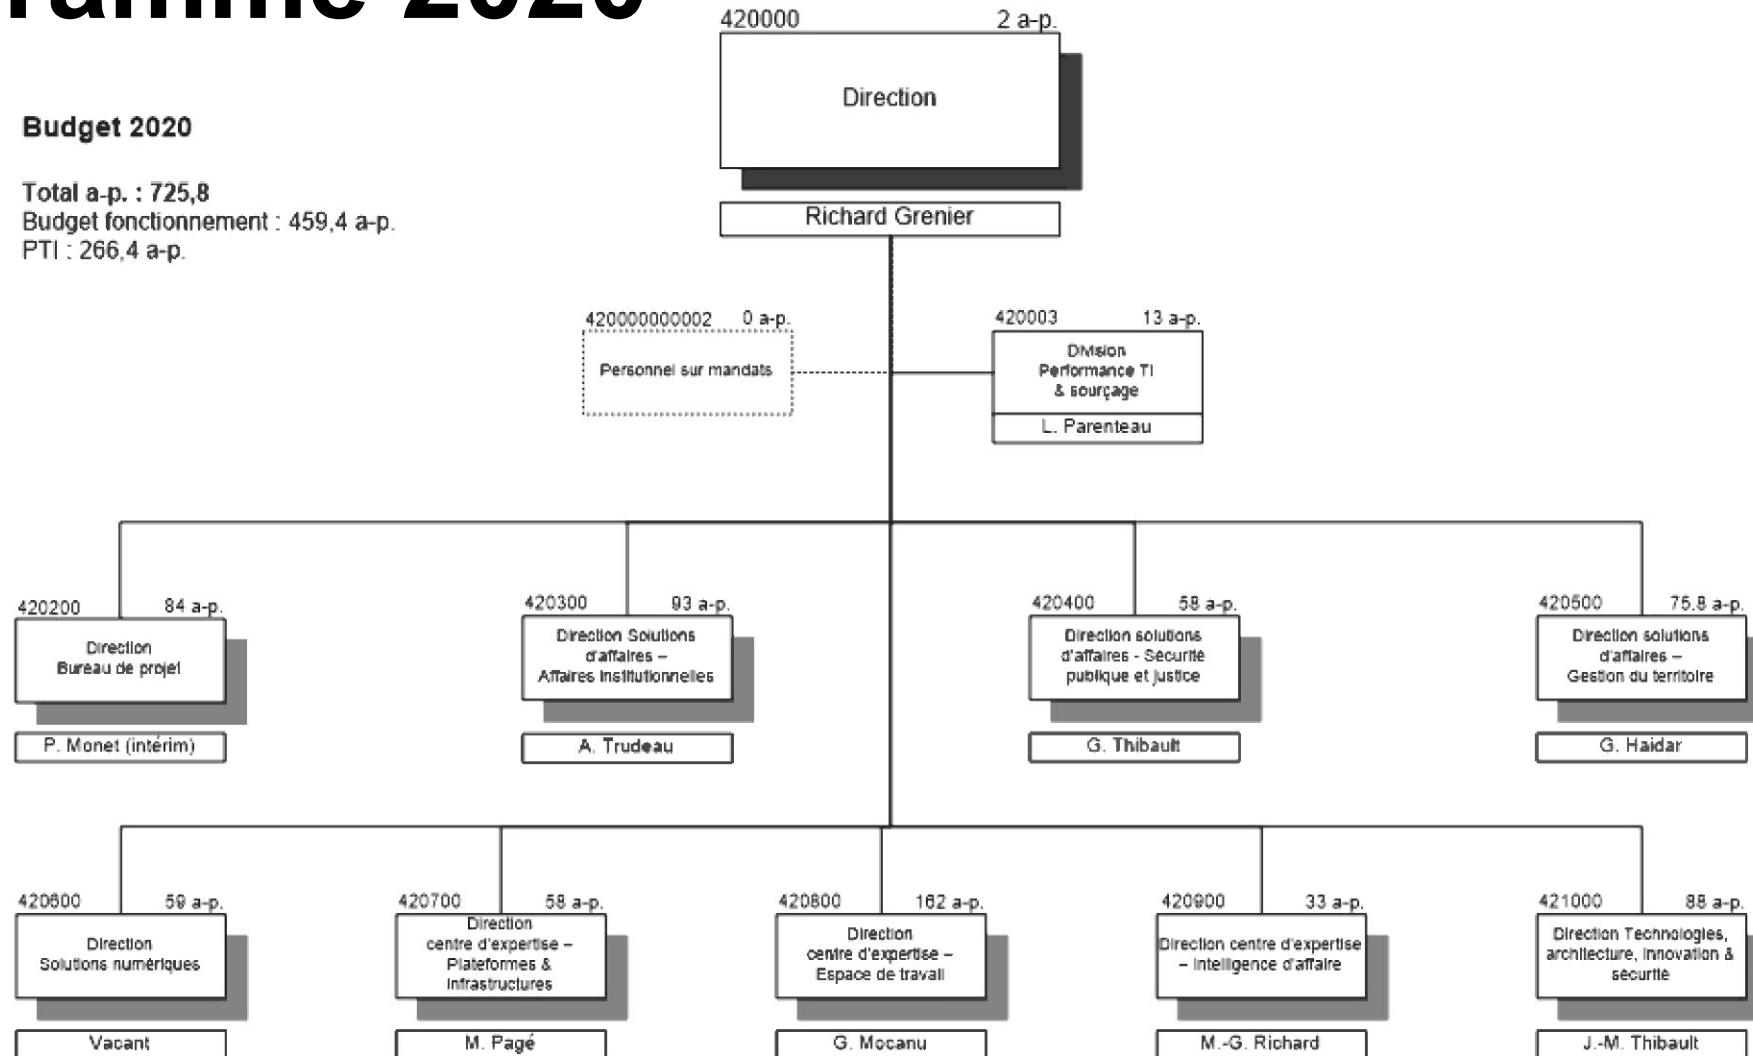 420000 2 a-p.
Direction
Budget 2020
Total a-p. : 725,8
Budget fonctionnement : 459,4 a-p.
PTI : 266,4 a-p.
Richard Grenier
420000000002 0 a-p.
Personnel sur mandats
420003 13 a-p.
Division
Performance TI
& sourçage
L. Parenteau
420200 84 a-p.
Direction
Bureau de projet
P. Monet (intérim)
420300 93 a-p.
Direction Solutions
d'affaires –
Affaires institutionnelles
A. Trudeau
420400 58 a-p.
Direction solutions
d'affaires - Sécurité
publique et justice
G. Thibault
420500 75.8 a-p.
Direction solutions
d'affaires –
Gestion du territoire
G. Haidar
420600 59 a-p.
Direction
Solutions numériques
Vacant
420700 58 a-p.
Direction
centre d'expertise –
Plateformes &
Infrastructures
M. Pagé
420800 162 a-p.
Direction
centre d'expertise –
Espace de travail
G. Mocanu
420900 33 a-p.
Direction centre d'expertise
– Intelligence d'affaire
M.-G. Richard
421000 88 a-p.
Direction Technologies,
architecture, innovation &
sécurité
J.-M. Thibault